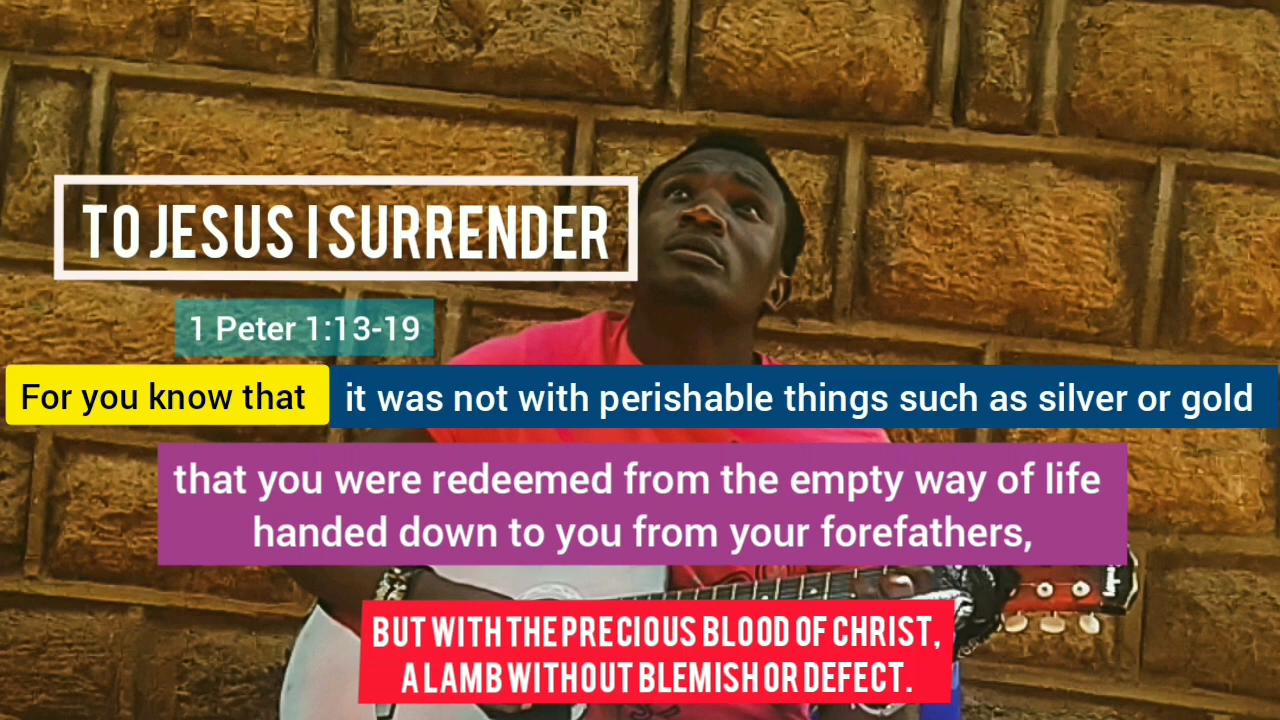 TO JESUS I SURRENDER
1 Peter 1:13-19
For you know that it was not with perishable things such as silver or gold
that you were redeemed from the empty way of life
handed down to you from your forefathers,
BUT WITH THE PRECIOUS BLOOD OF CHRIST,
A LAMB WITHOUT BLEMISH OR DEFECT.